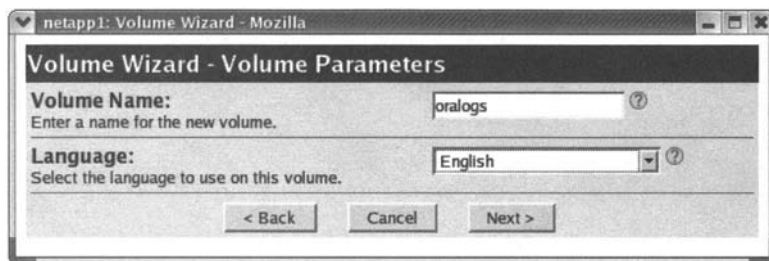 netapp1: Volume Wizard - Mozilla
Volume Wizard - Volume Parameters
Volume Name:
Enter a name for the new volume.
oralogs
Language:
Select the language to use on this volume.
English
< Back
Cancel
Next >